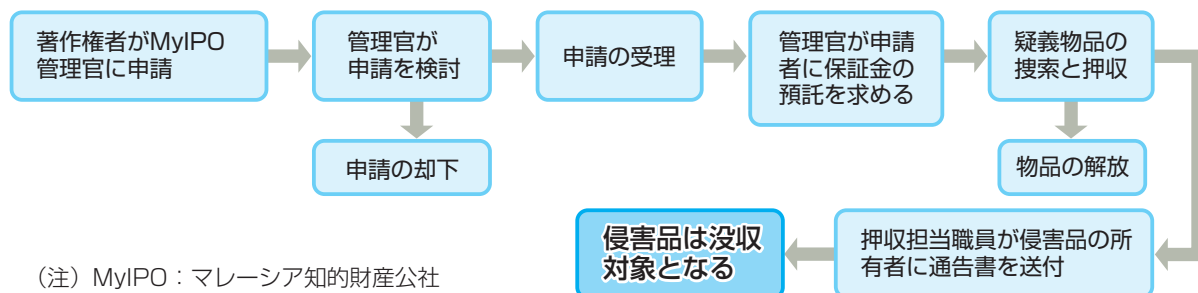 著作権者がMyIPO
管理官に申請
管理官が
申請を検討
申請の受理
管理官が申請
者に保証金の
預託を求める
疑義物品の
捜索と押収
申請の却下
物品の解放
侵害品は没収
対象となる
押収担当職員が侵害品の所
有者に通告書を送付
（注）MyIPO：マレーシア知的財産公社